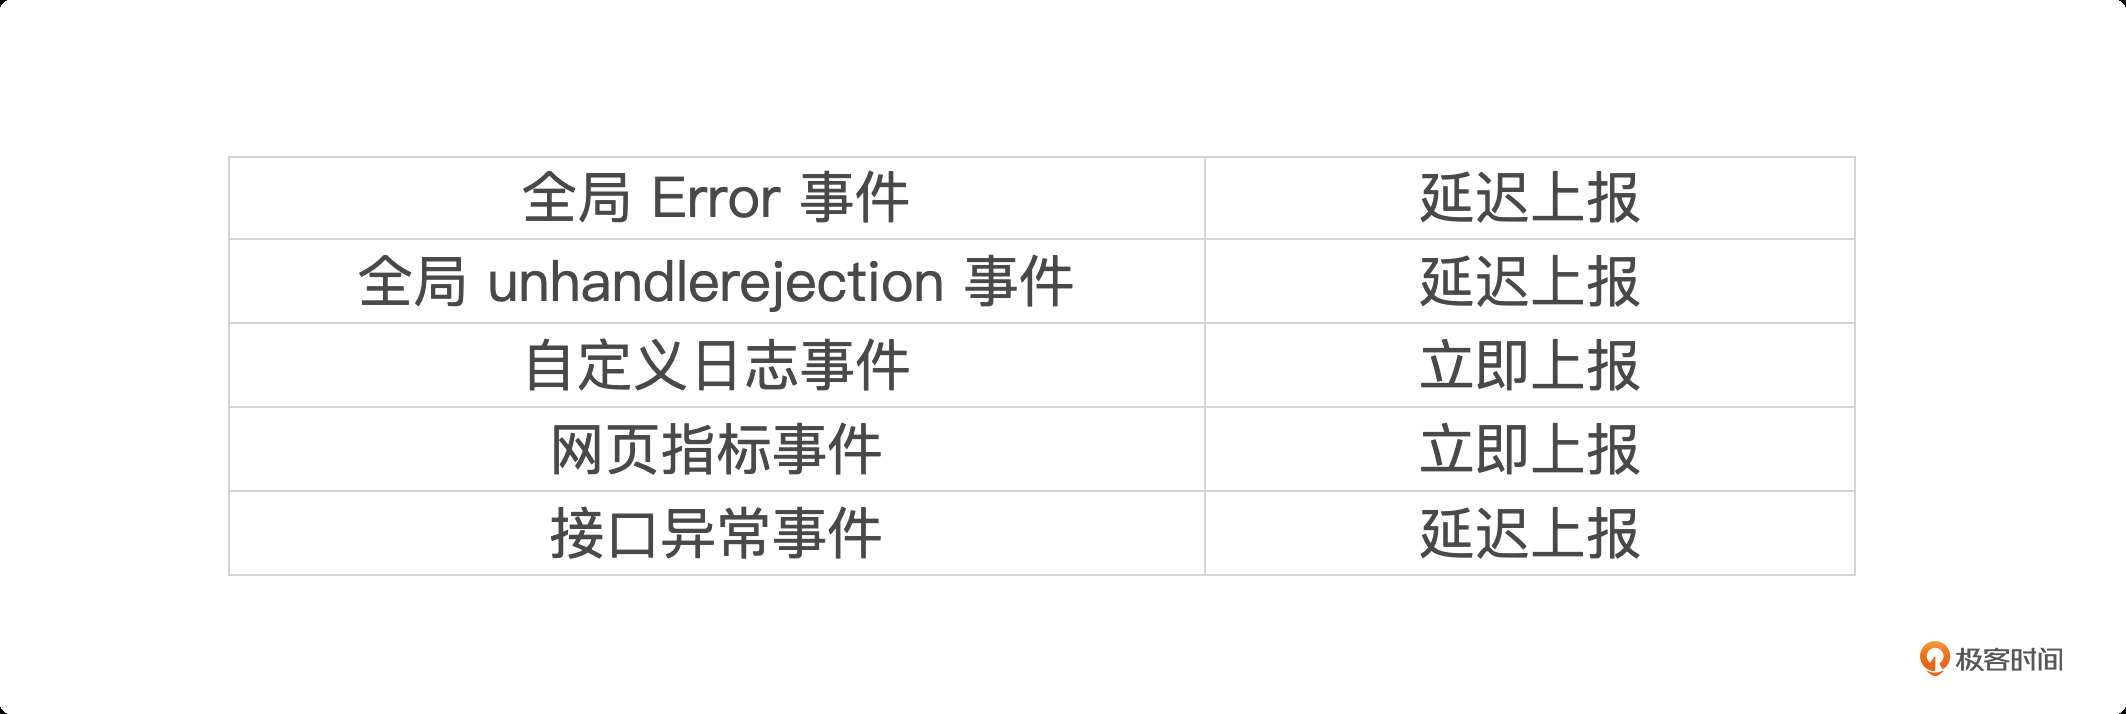 全局 Error 事件 延迟上报
全局 unhandlerejection 事件 延迟上报
自定义日志事件 立即上报
网页指标事件 立即上报
接口异常事件 延迟上报
极客时间